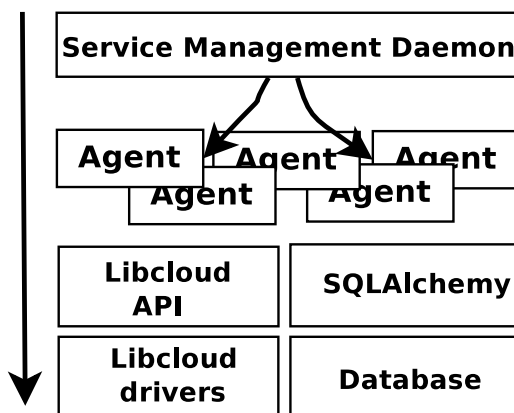 Service Management Daemon
Agent
Agent
Agent
Agent
Agent
Libcloud
API
SQLAlchemy
Libcloud
drivers
Database